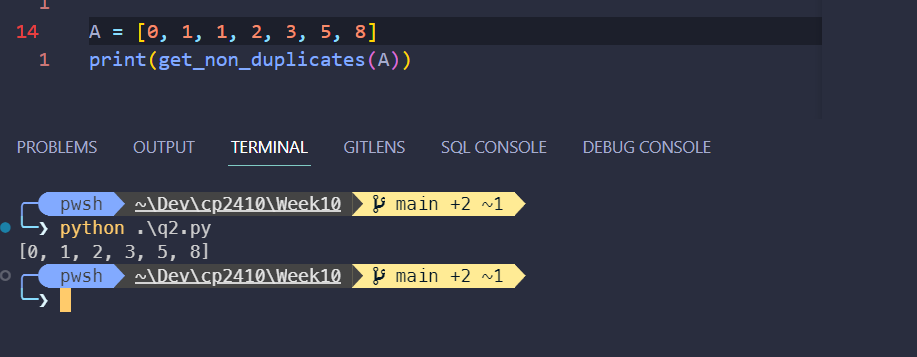 1
14 A = [0, 1, 1, 2, 3, 5, 8]
1 print(get_non_duplicates(A))
PROBLEMS OUTPUT TERMINAL GITLENS SQL CONSOLE DEBUG CONSOLE
pwsh ~\Dev\cp2410\Week10 main +2 ~1
❯ python .\q2.py
[0, 1, 2, 3, 5, 8]
pwsh ~\Dev\cp2410\Week10 main +2 ~1
❯